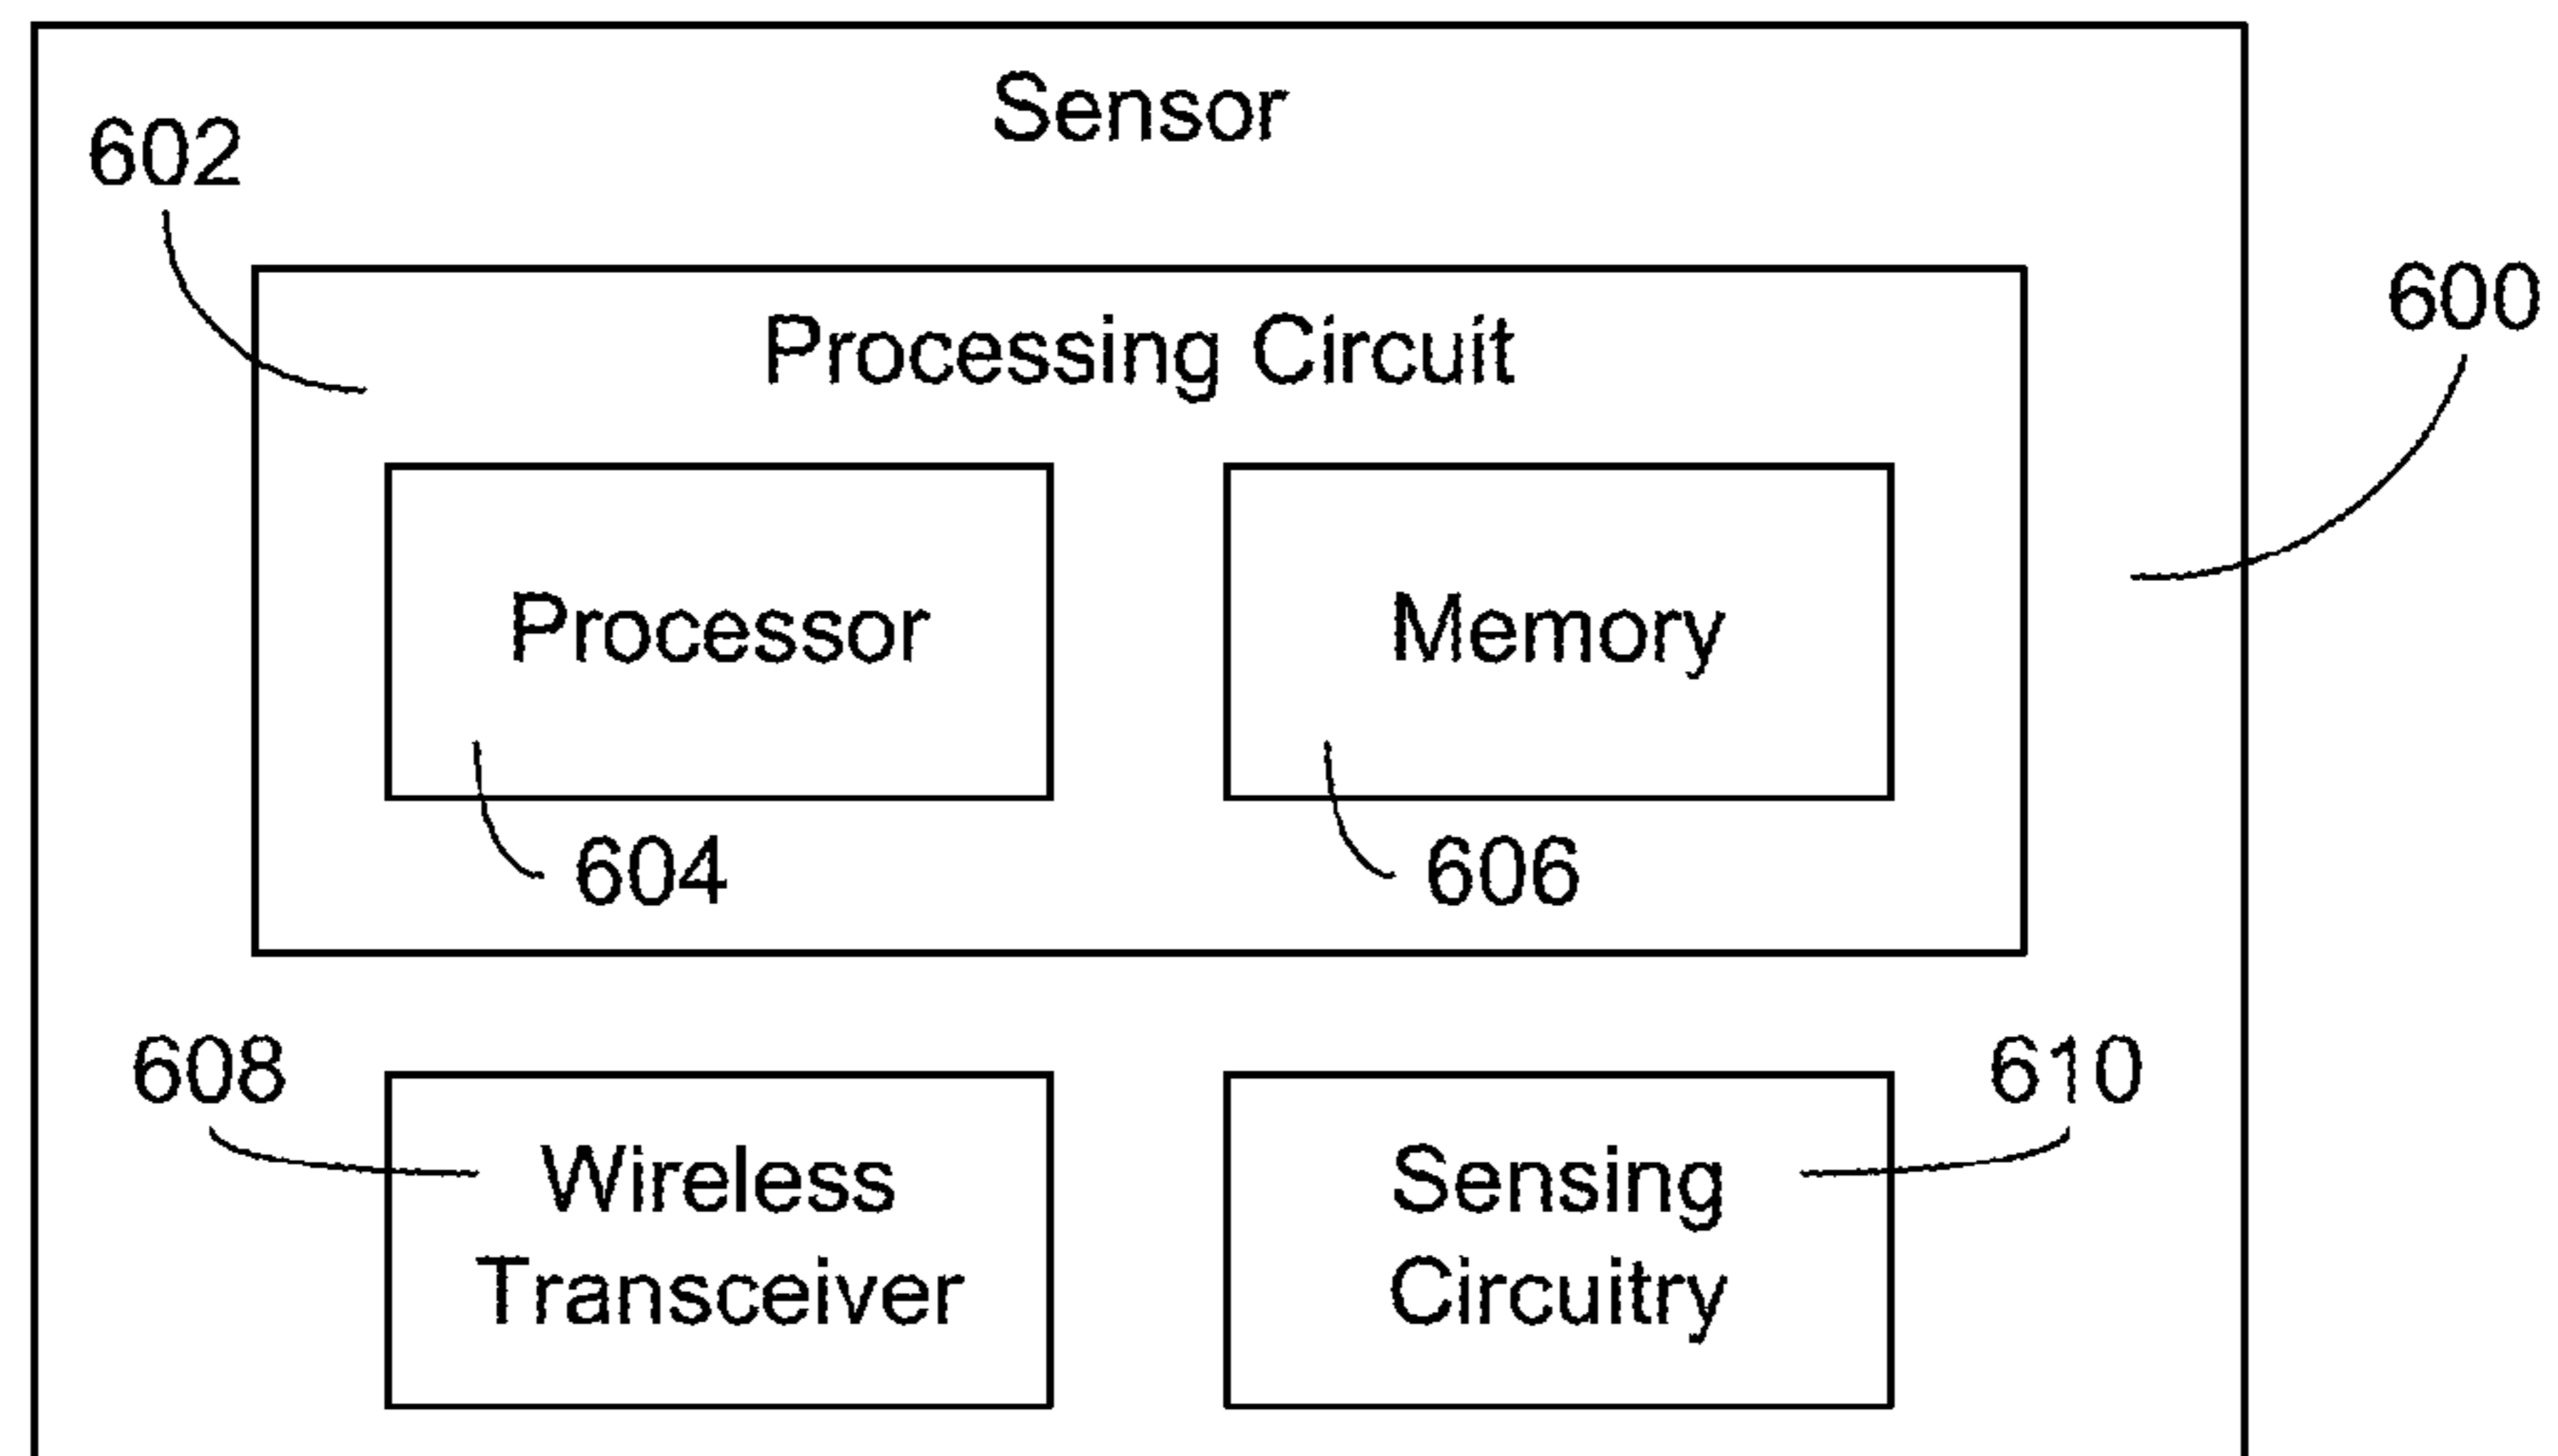 Sensor
602
Processing Circuit
600
Processor
Memory
604
606
608
610
Wireless
Transceiver
Sensing
Circuitry